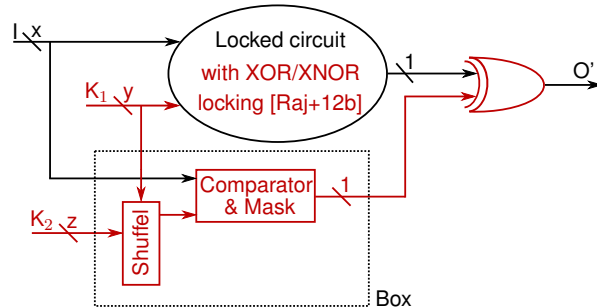 I
x
Locked circuit
with XOR/XNOR
locking [Raj+12b]
1
O'
K1
y
Comparator
& Mask
1
K2
z
Shuffel
Box